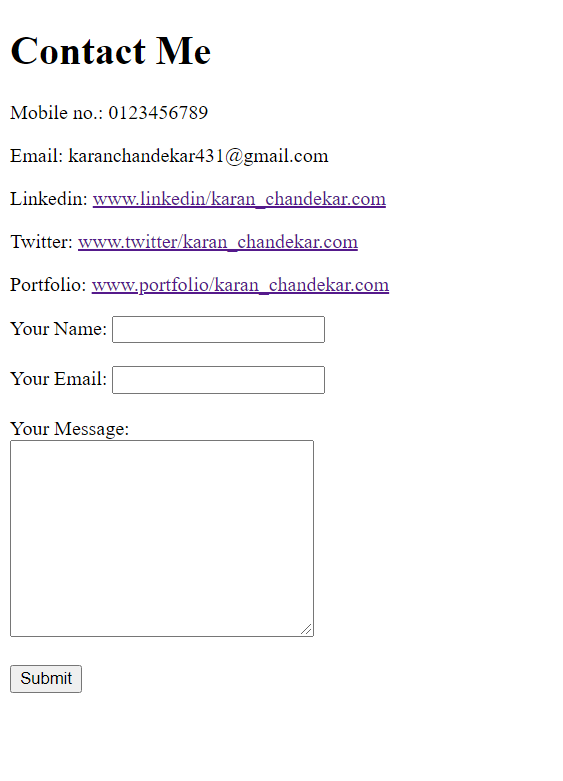 Contact Me
Mobile no.: 0123456789
Email: karanchandekar431@gmail.com
Linkedin: www.linkedin/karan_chandekar.com
Twitter: www.twitter/karan_chandekar.com
Portfolio: www.portfolio/karan_chandekar.com
Your Name:
Your Email:
Your Message:
Submit